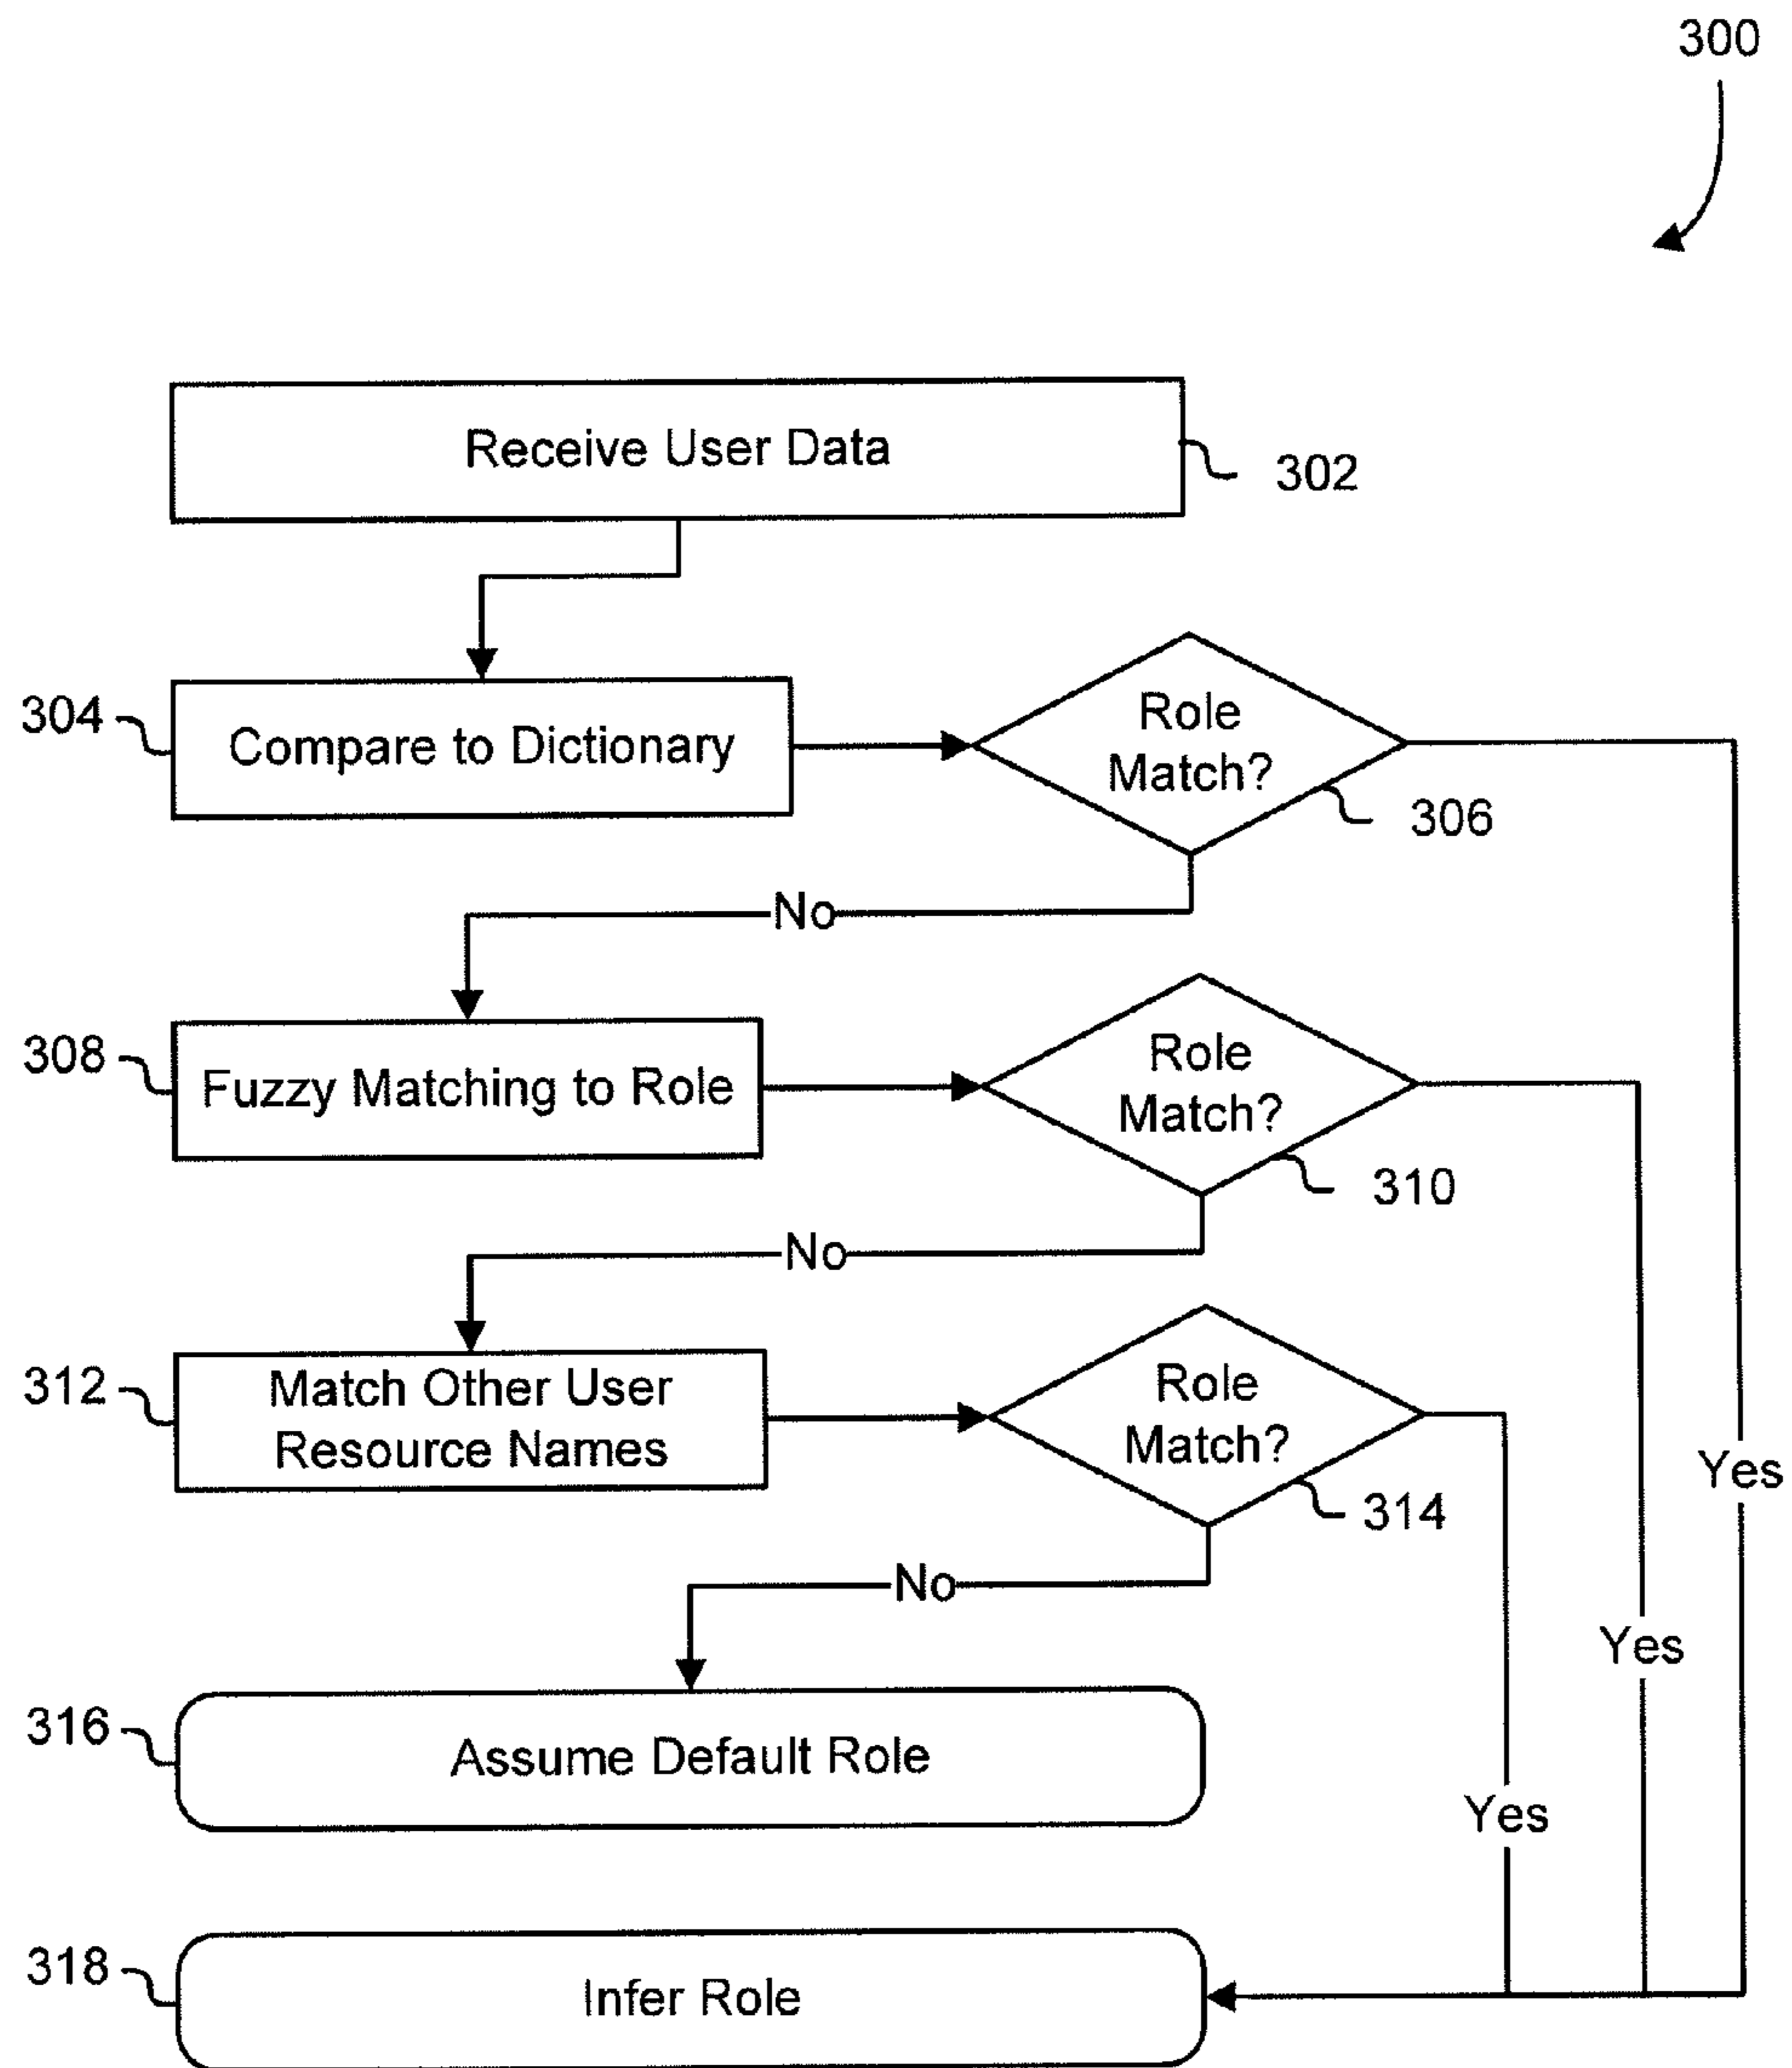 300
Receive User Data
302
304
Compare to Dictionary
Role
Match?
306
No
308
Fuzzy Matching to Role
Role
Match?
310
No
312
Match Other User
Resource Names
Role
Match?
314
Yes
No
Yes
316
Assume Default Role
Yes
318
Infer Role